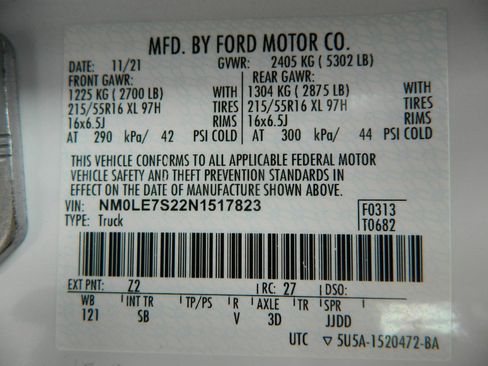 MFD. BY FORD MOTOR CO.
DATE: 11/21 GVWR: 2405 KG ( 5302 LB)
FRONT GAWR: REAR GAWR:
1225 KG ( 2700 LB) WITH 1304 KG ( 2875 LB) WITH
215/55R16 XL 97H TIRES 215/55R16 XL 97H TIRES
16x6.5J RIMS 16x6.5J RIMS
AT 290 kPa/ 42 PSI COLD AT 300 kPa/ 44 PSI COLD
THIS VEHICLE CONFORMS TO ALL APPLICABLE FEDERAL MOTOR
VEHICLE SAFETY AND THEFT PREVENTION STANDARDS IN
EFFECT ON THE DATE OF MANUFACTURE SHOWN ABOVE.
VIN: NM0LE7S22N1517823 F0313
TYPE: Truck T0682
EXT PNT: Z2 RC: 27 DSO:
WB INT TR TP/PS R AXLE TR SPR
121 SB V 3D JJDD
UTC ▽ 5U5A-1520472-BA